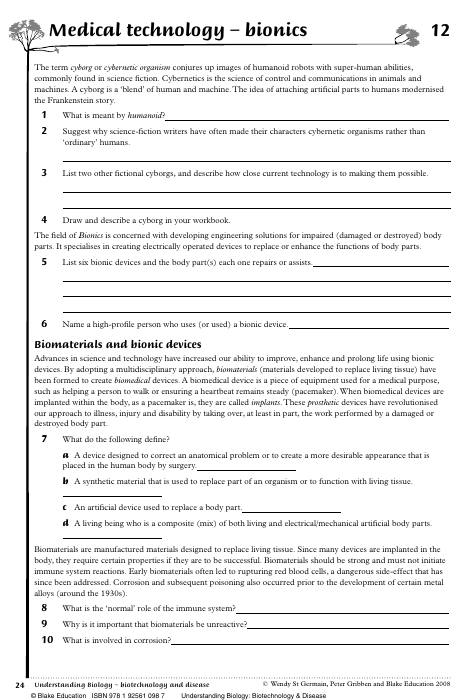 Medical technology – bionics 12
The term cyborg or cybernetic organism conjures up images of humanoid robots with super-human abilities,
commonly found in science fiction. Cybernetics is the science of control and communications in animals and
machines. A cyborg is a 'blend' of human and machine. The idea of attaching artificial parts to humans modernised
the Frankenstein story.
1 What is meant by humanoid?
2 Suggest why science-fiction writers have often made their characters cybernetic organisms rather than
'ordinary' humans.
3 List two other fictional cyborgs, and describe how close current technology is to making them possible.
4 Draw and describe a cyborg in your workbook.
The field of Bionics is concerned with developing engineering solutions for impaired (damaged or destroyed) body
parts. It specialises in creating electrically operated devices to replace or enhance the functions of body parts.
5 List six bionic devices and the body part(s) each one repairs or assists.
6 Name a high-profile person who uses (or used) a bionic device.
Biomaterials and bionic devices
Advances in science and technology have increased our ability to improve, enhance and prolong life using bionic
devices. By adopting a multidisciplinary approach, biomaterials (materials developed to replace living tissue) have
been formed to create biomedical devices. A biomedical device is a piece of equipment used for a medical purpose,
such as helping a person to walk or ensuring a heartbeat remains steady (pacemaker). When biomedical devices are
implanted within the body, as a pacemaker is, they are called implants. These prosthetic devices have revolutionised
our approach to illness, injury and disability by taking over, at least in part, the work performed by a damaged or
destroyed body part.
7 What do the following define?
a A device designed to correct an anatomical problem or to create a more desirable appearance that is
placed in the human body by surgery.
b A synthetic material that is used to replace part of an organism or to function with living tissue.
c An artificial device used to replace a body part.
d A living being who is a composite (mix) of both living and electrical/mechanical artificial body parts.
Biomaterials are manufactured materials designed to replace living tissue. Since many devices are implanted in the
body, they require certain properties if they are to be successful. Biomaterials should be strong and must not initiate
immune system reactions. Early biomaterials often led to rupturing red blood cells, a dangerous side-effect that has
since been addressed. Corrosion and subsequent poisoning also occurred prior to the development of certain metal
alloys (around the 1930s).
8 What is the 'normal' role of the immune system?
9 Why is it important that biomaterials be unreactive?
10 What is involved in corrosion?
24 Understanding Biology – biotechnology and disease © Wendy St Germain, Peter Gribben and Blake Education 2008
© Blake Education ISBN 978 1 92561 098 7 Understanding Biology: Biotechnology & Disease